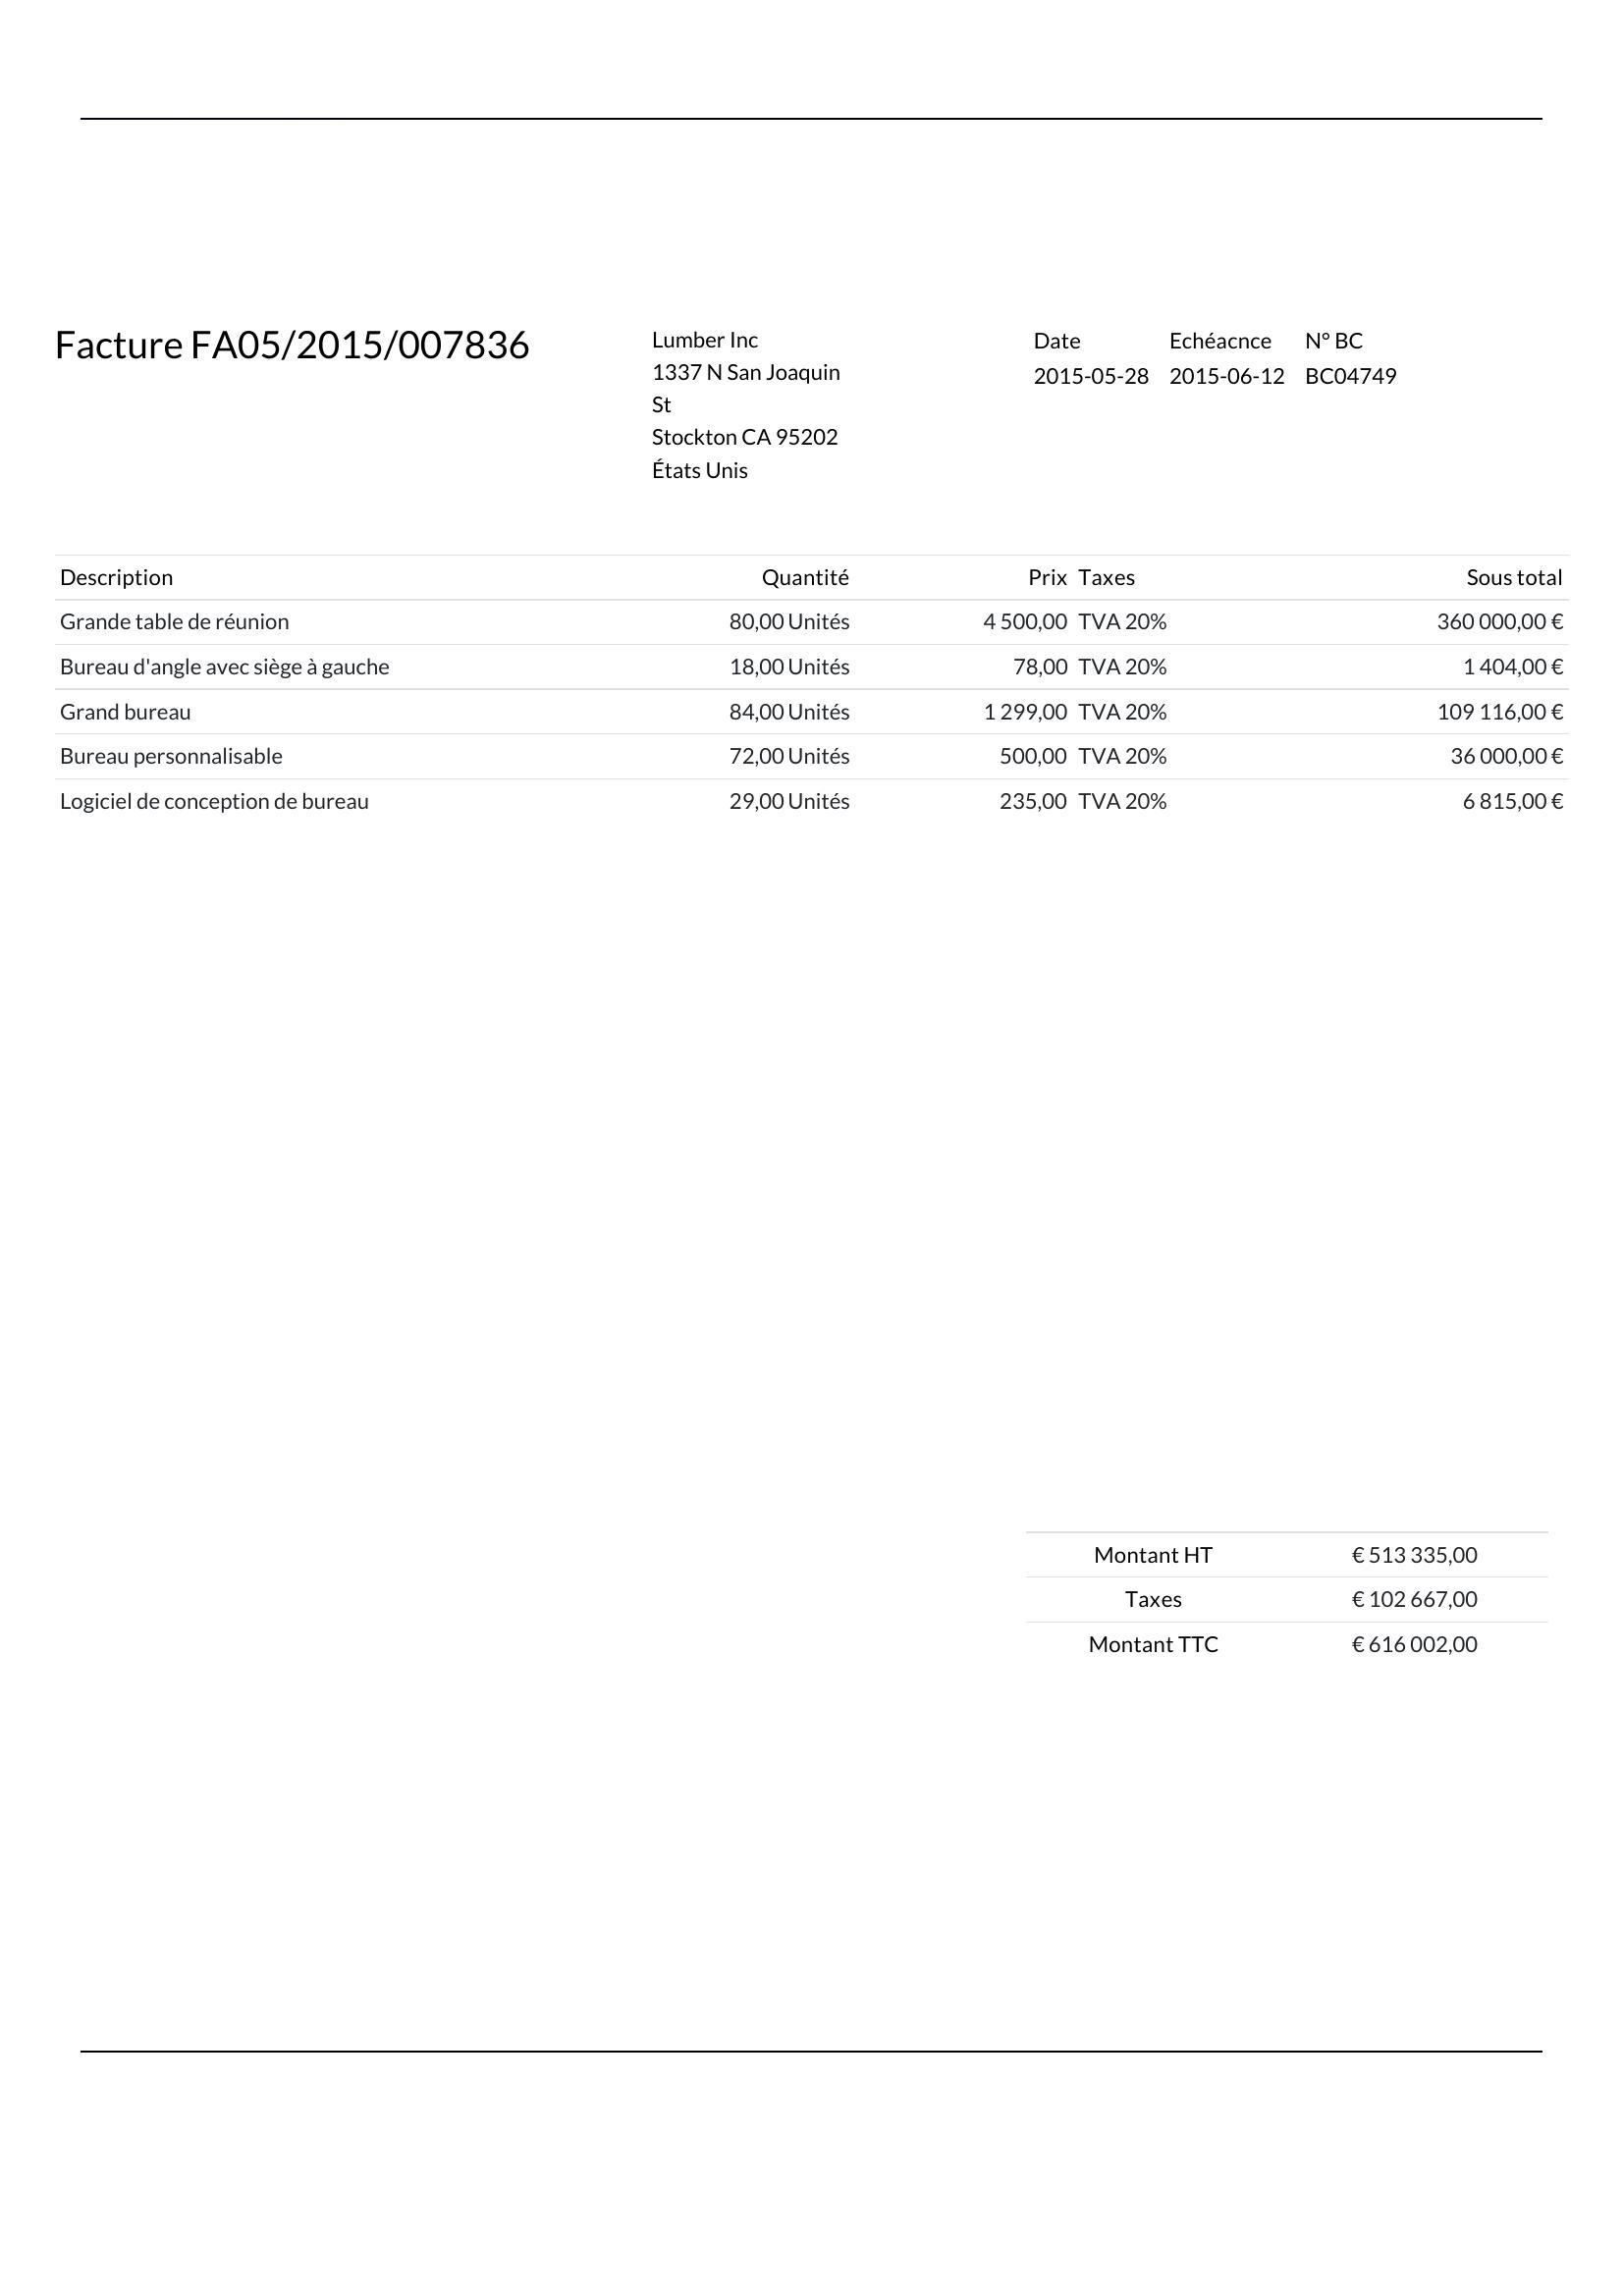 Facture FA05/2015/007836
Lumber Inc
1337 N San Joaquin
St
Stockton CA 95202
États Unis
Date Echéacnce N° BC
2015-05-28 2015-06-12 BC04749
Description Quantité Prix Taxes Sous total
Grande table de réunion 80,00 Unités 4 500,00 TVA 20% 360 000,00 €
Bureau d'angle avec siège à gauche 18,00 Unités 78,00 TVA 20% 1 404,00 €
Grand bureau 84,00 Unités 1 299,00 TVA 20% 109 116,00 €
Bureau personnalisable 72,00 Unités 500,00 TVA 20% 36 000,00 €
Logiciel de conception de bureau 29,00 Unités 235,00 TVA 20% 6 815,00 €
Montant HT € 513 335,00
Taxes € 102 667,00
Montant TTC € 616 002,00